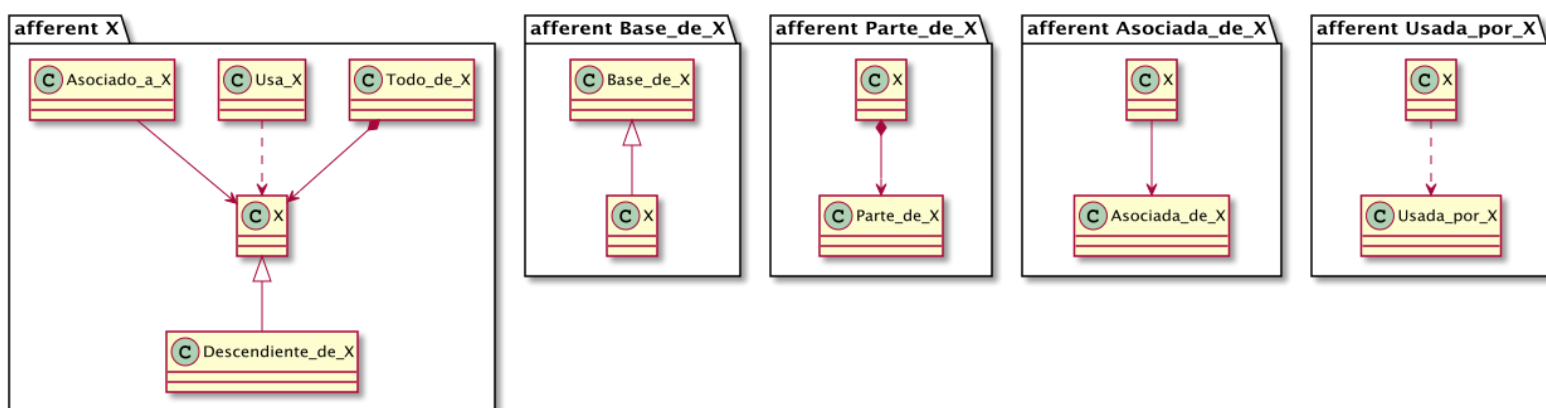 afferent X
C Asociado_a_X
C Usa_X
C Todo_de_X
C X
C Descendiente_de_X
afferent Base_de_X
C Base_de_X
C X
afferent Parte_de_X
C X
C Parte_de_X
afferent Asociada_de_X
C X
C Asociada_de_X
afferent Usada_por_X
C X
C Usada_por_X